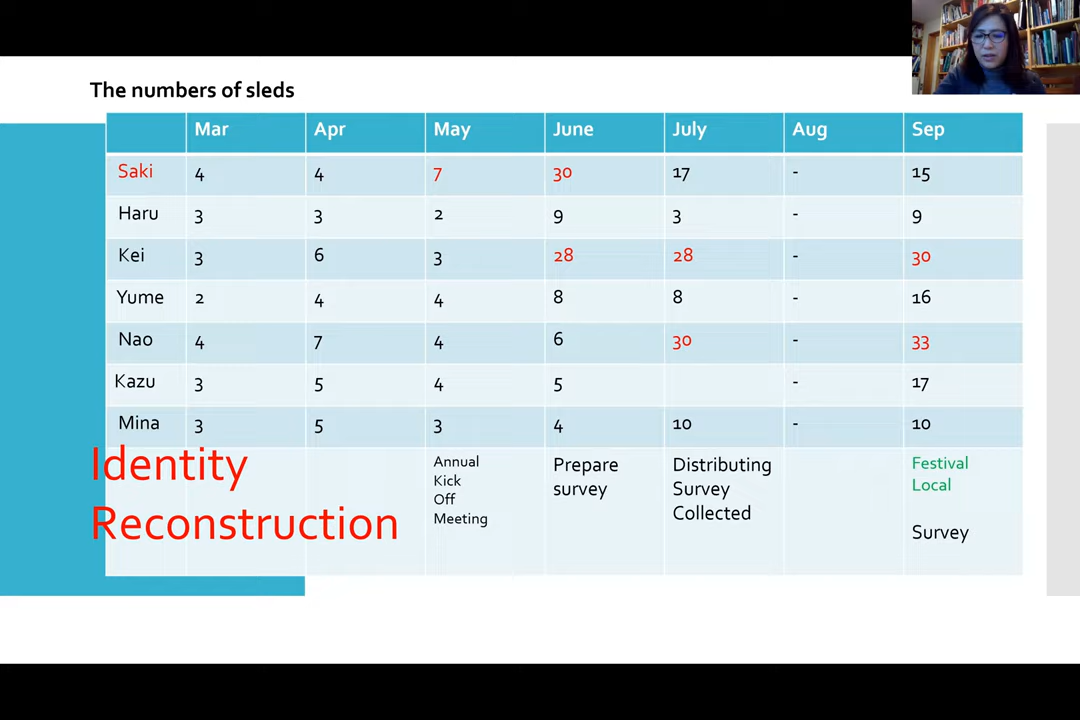 The numbers of sleds
Mar Apr May June July Aug Sep
Saki 4 4 7 30 17 - 15
Haru 3 3 2 9 3 - 9
Kei 3 6 3 28 28 - 30
Yume 2 4 4 8 8 - 16
Nao 4 7 4 6 30 - 33
Kazu 3 5 4 5 - 17
Mina 3 5 3 4 10 - 10
Identity
Reconstruction
Annual
Kick
Off
Meeting
Prepare
survey
Distributing
Survey
Collected
Festival
Local
Survey